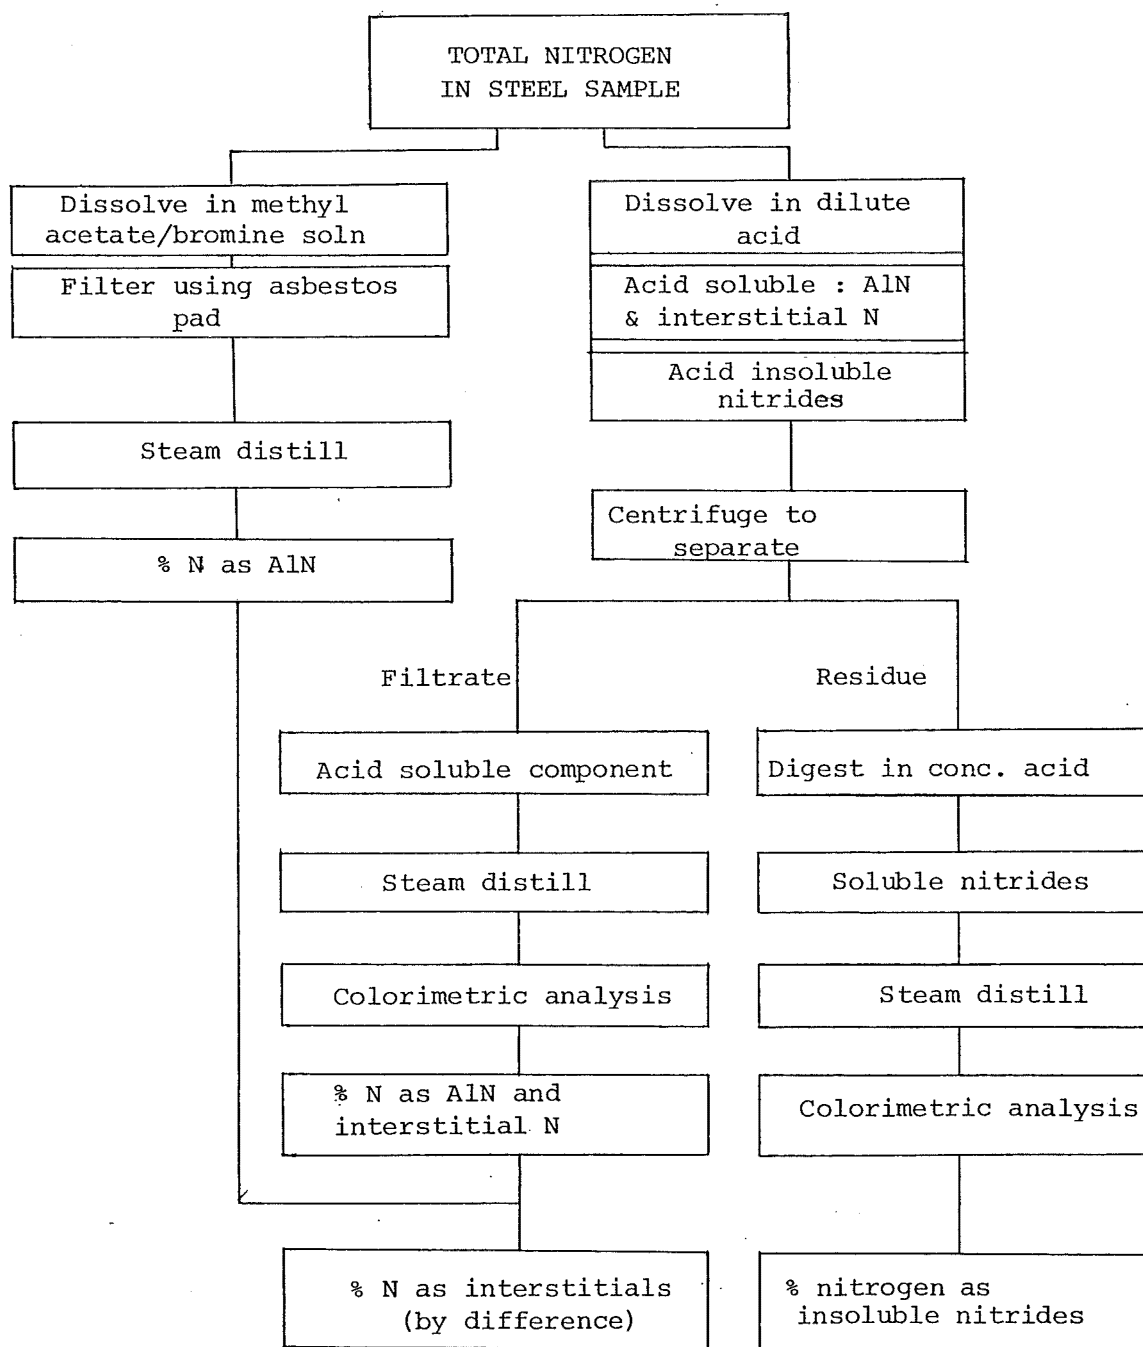 TOTAL NITROGEN
IN STEEL SAMPLE
Dissolve in methyl
acetate/bromine soln
Filter using asbestos
pad
Steam distill
% N as AlN
Dissolve in dilute
acid
Acid soluble : AlN
& interstitial N
Acid insoluble
nitrides
Centrifuge to
separate
Filtrate
Residue
Acid soluble component
Steam distill
Colorimetric analysis
% N as AlN and
interstitial N
% N as interstitials
(by difference)
Digest in conc. acid
Soluble nitrides
Steam distill
Colorimetric analysis
% nitrogen as
insoluble nitrides